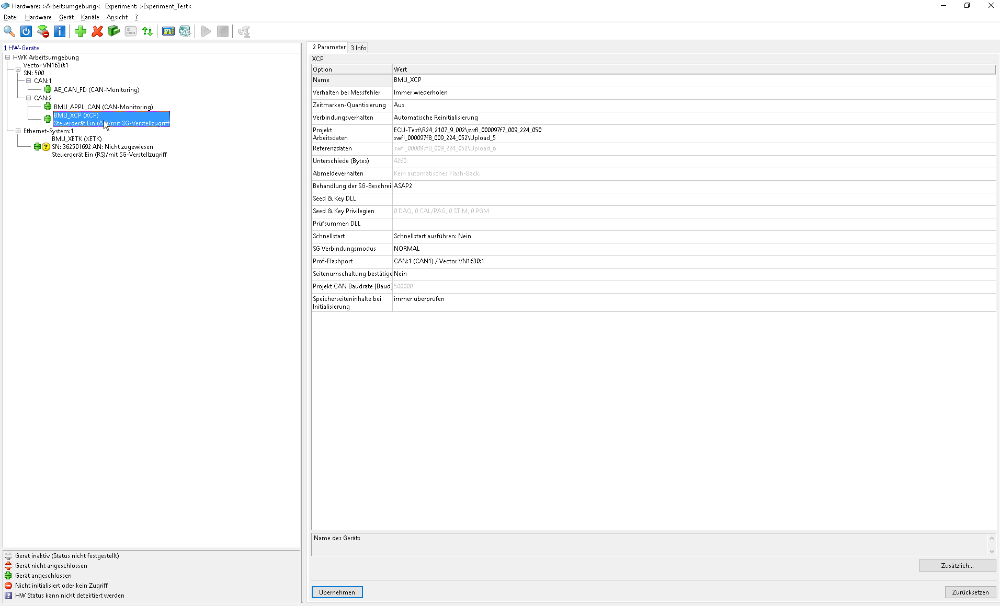 Hardware: >Arbeitsumgebung<   Experiment: >Experiment_Test<
Datei Hardware Gerät Kanäle Ansicht ?
1 HW-Geräte
HWK Arbeitsumgebung
Vector VN1630:1
SN: 500
CAN:1
AE_CAN_FD (CAN-Monitoring)
CAN:2
BMU_APPL_CAN (CAN-Monitoring)
BMU_XCP (XCP)
Steuergerät Ein (A /mit SG-Verstellzugriff
Ethernet-System:1
BMU_XETK (XETK)
SN: 362501692 AN: Nicht zugewiesen
Steuergerät Ein (RS)/mit SG-Verstellzugriff
Gerät inaktiv (Status nicht festgestellt)
Gerät nicht angeschlossen
Gerät angeschlossen
Nicht initialisiert oder kein Zugriff
HW Status kann nicht detektiert werden
2 Parameter 3 Info
XCP
Option Wert
Name BMU_XCP
Verhalten bei Messfehler Immer wiederholen
Zeitmarken-Quantisierung Aus
Verbindungsverhalten Automatische Reinitialisierung
Projekt ECU-Test\R24_2107_9_002\swfl_000097f7_009_224_050
Arbeitsdaten swfl_000097f8_009_224_052\Upload_5
Referenzdaten swfl_000097f8_009_224_052\Upload_6
Unterschiede (Bytes) 4260
Abmeldeverhalten Kein automatisches Flash-Back.
Behandlung der SG-Beschreil ASAP2
Seed & Key DLL
Seed & Key Privilegien 0 DAQ, 0 CAL/PAG, 0 STIM, 0 PGM
Prüfsummen DLL
Schnellstart Schnellstart ausführen: Nein
SG Verbindungsmodus NORMAL
Prof-Flashport CAN:1 (CAN1) / Vector VN1630:1
Seitenumschaltung bestätige Nein
Projekt CAN Baudrate [Baud] 500000
Speicherseiteninhalte bei immer überprüfen
Initialisierung
Name des Geräts
Zusätzlich...
Übernehmen Zurücksetzen